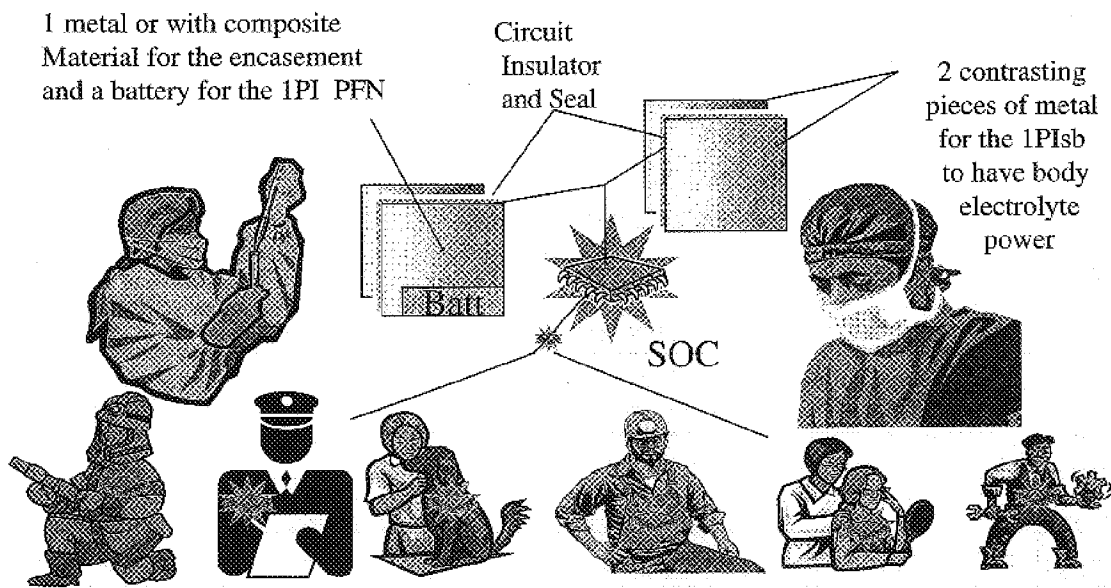 1 metal or with composite
Material for the encasement
and a battery for the 1PI PFN
Circuit
Insulator
and Seal
2 contrasting
pieces of metal
for the 1PIsb
to have body
electrolyte
power
Batt
SOC